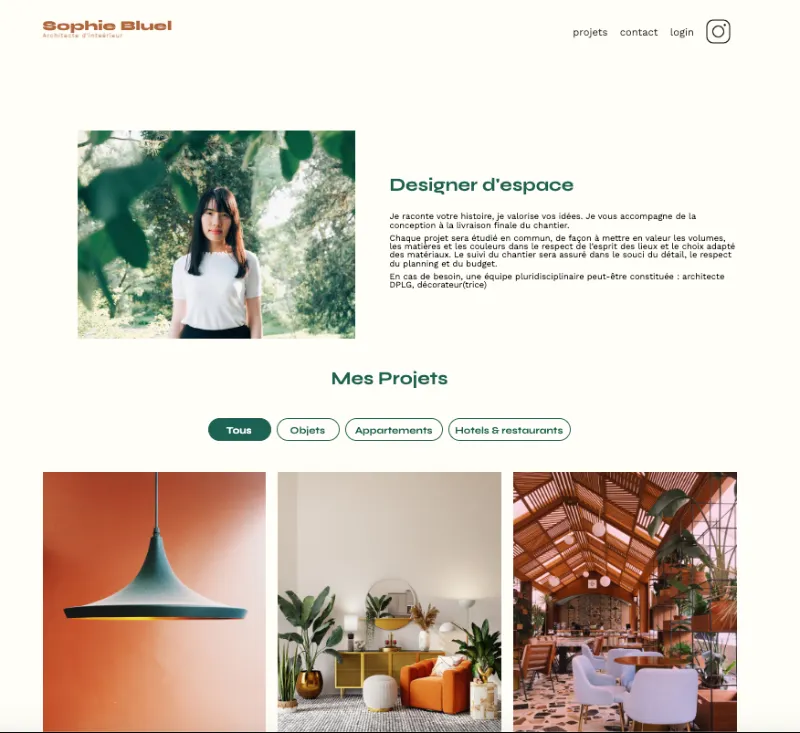 Sophie Bluel
Architecte d'intérieur
projets
contact
login
Designer d'espace
Je raconte votre histoire, je valorise vos idées. Je vous accompagne de la
conception à la livraison finale du chantier.
Chaque projet sera étudié en commun, de façon à mettre en valeur les volumes,
les matières et les couleurs dans le respect de l'esprit des lieux et le choix adapté
des matériaux. Le suivi du chantier sera assuré dans le souci du détail, le respect
du planning et du budget.
En cas de besoin, une équipe pluridisciplinaire peut-être constituée : architecte
DPLG, décorateur(trice)
Mes Projets
Tous
Objets
Appartements
Hotels & restaurants